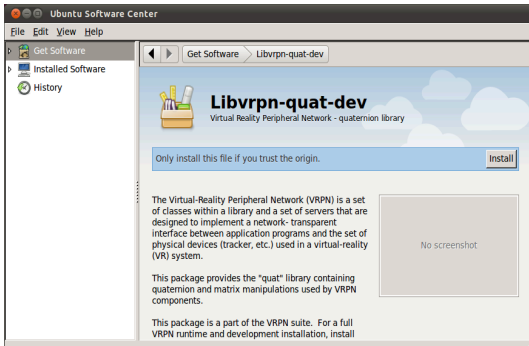 Ubuntu Software Center
File Edit View Help
Get Software
Installed Software
History
Get Software
Libvrpn-quat-dev
Libvrpn-quat-dev
Virtual Reality Peripheral Network - quaternion library
Only install this file if you trust the origin.
Install
The Virtual-Reality Peripheral Network (VRPN) is a set
of classes within a library and a set of servers that are
designed to implement a network- transparent
interface between application programs and the set of
physical devices (tracker, etc.) used in a virtual-reality
(VR) system.
No screenshot
This package provides the "quat" library containing
quaternion and matrix manipulations used by VRPN
components.
This package is a part of the VRPN suite. For a full
VRPN runtime and development installation, install